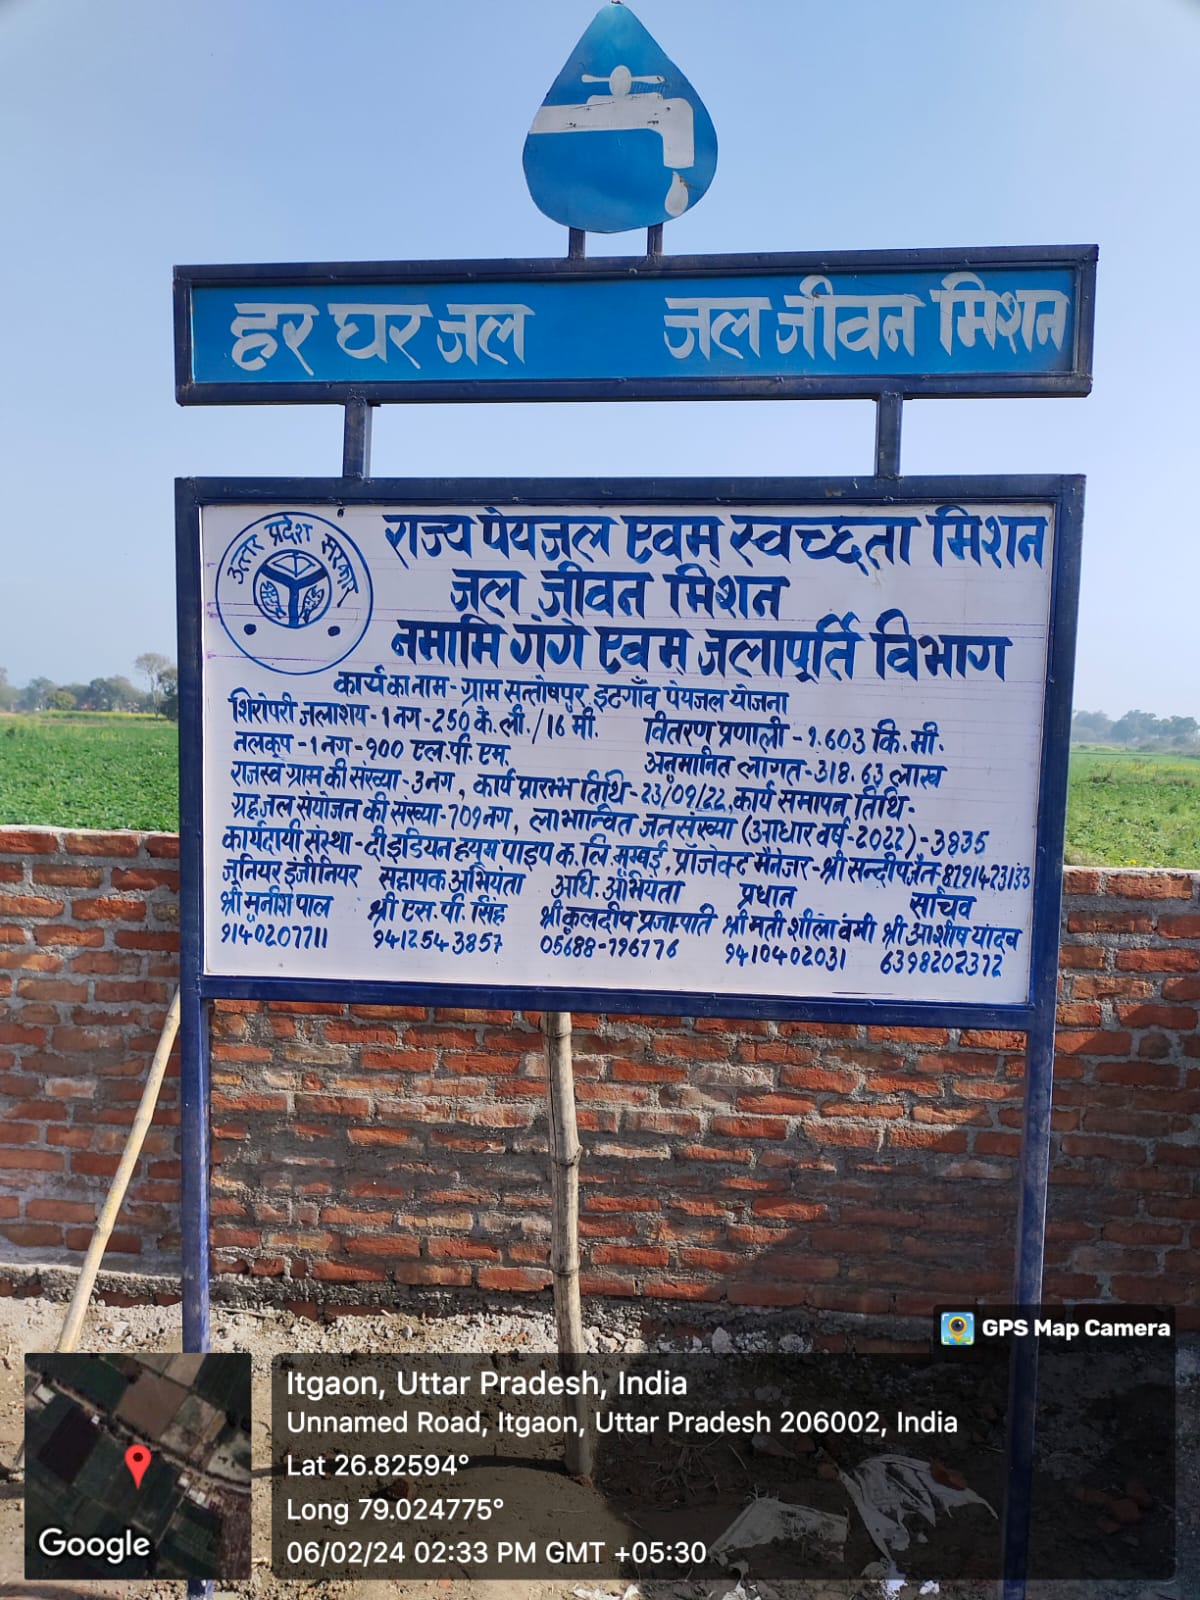 हर घर जल जल जीवन मिशन
उत्तर प्रदेश सरकार
राज्य पेयजल एवम् स्वच्छता मिशन
जल जीवन मिशन
नमामि गंगे एवम् जलापूर्ति विभाग
कार्य का नाम - ग्राम सन्तोषपुर इटगाँव पेयजल योजना
शिरोपरी जलाशय - 1 नग - 250 के.ली. / 16 मी. वितरण प्रणाली - 9.603 कि.मी.
नलकूप - 1 नग - 900 एल.पी.एम. अनुमानित लागत - 318.63 लाख
राजस्व ग्राम की संख्या - 3 नग, कार्य प्रारम्भ तिथि - 23/09/22, कार्य समापन तिथि -
ग्रह जल संयोजन की संख्या - 709 नग, लाभान्वित जनसंख्या (आधार वर्ष - 2022) - 3835
कार्यदायी संस्था - दी इंडियन ह्यूम पाइप क. लि. मुम्बई, प्रोजेक्ट मैनेजर - श्री सन्दीप जैन 8291423133
जूनियर इंजीनियर सहायक अभियंता अधि. अभियंता प्रधान सचिव
श्री मुनीश पाल श्री एस.पी. सिंह श्री कुलदीप प्रजापति श्री मती शीला वर्मा श्री आशीष यादव
9140207711 9412543857 05688-796776 9410402031 6398202372
GPS Map Camera
Itgaon, Uttar Pradesh, India
Unnamed Road, Itgaon, Uttar Pradesh 206002, India
Lat 26.82594°
Long 79.024775°
06/02/24 02:33 PM GMT +05:30
Google